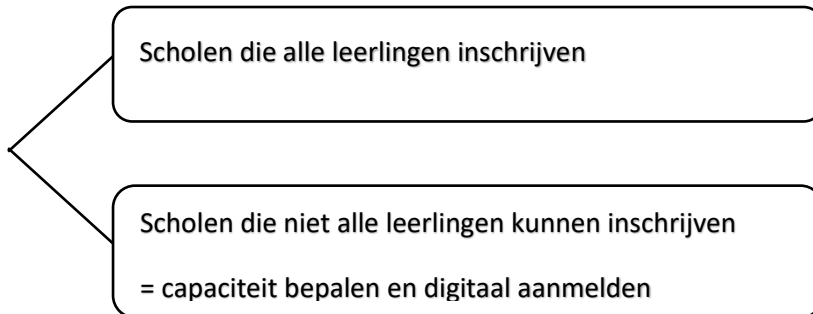 Scholen die alle leerlingen inschrijven
Scholen die niet alle leerlingen kunnen inschrijven
= capaciteit bepalen en digitaal aanmelden